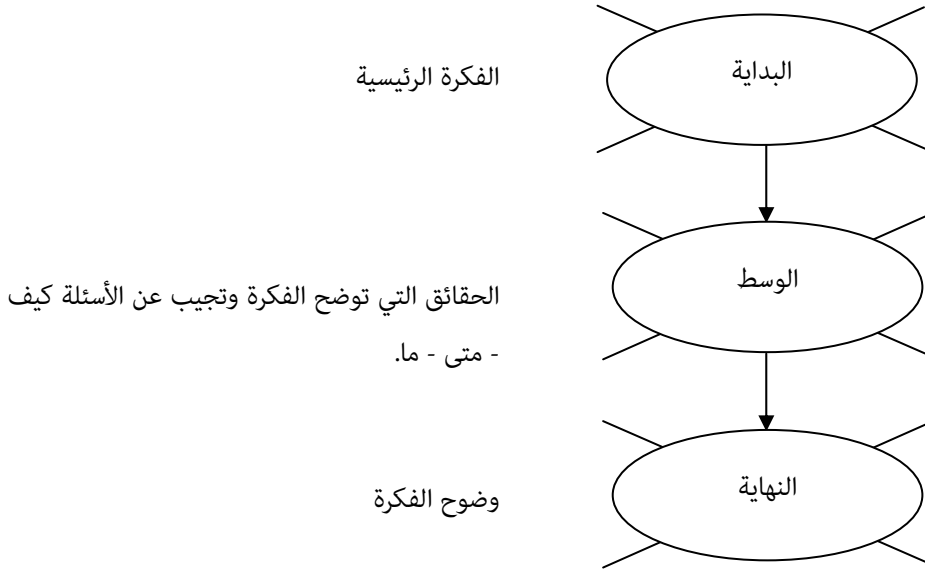 البداية
الفكرة الرئيسية
الوسط
الحقائق التي توضح الفكرة وتجيب عن الأسئلة كيف
- متى - ما.
النهاية
وضوح الفكرة